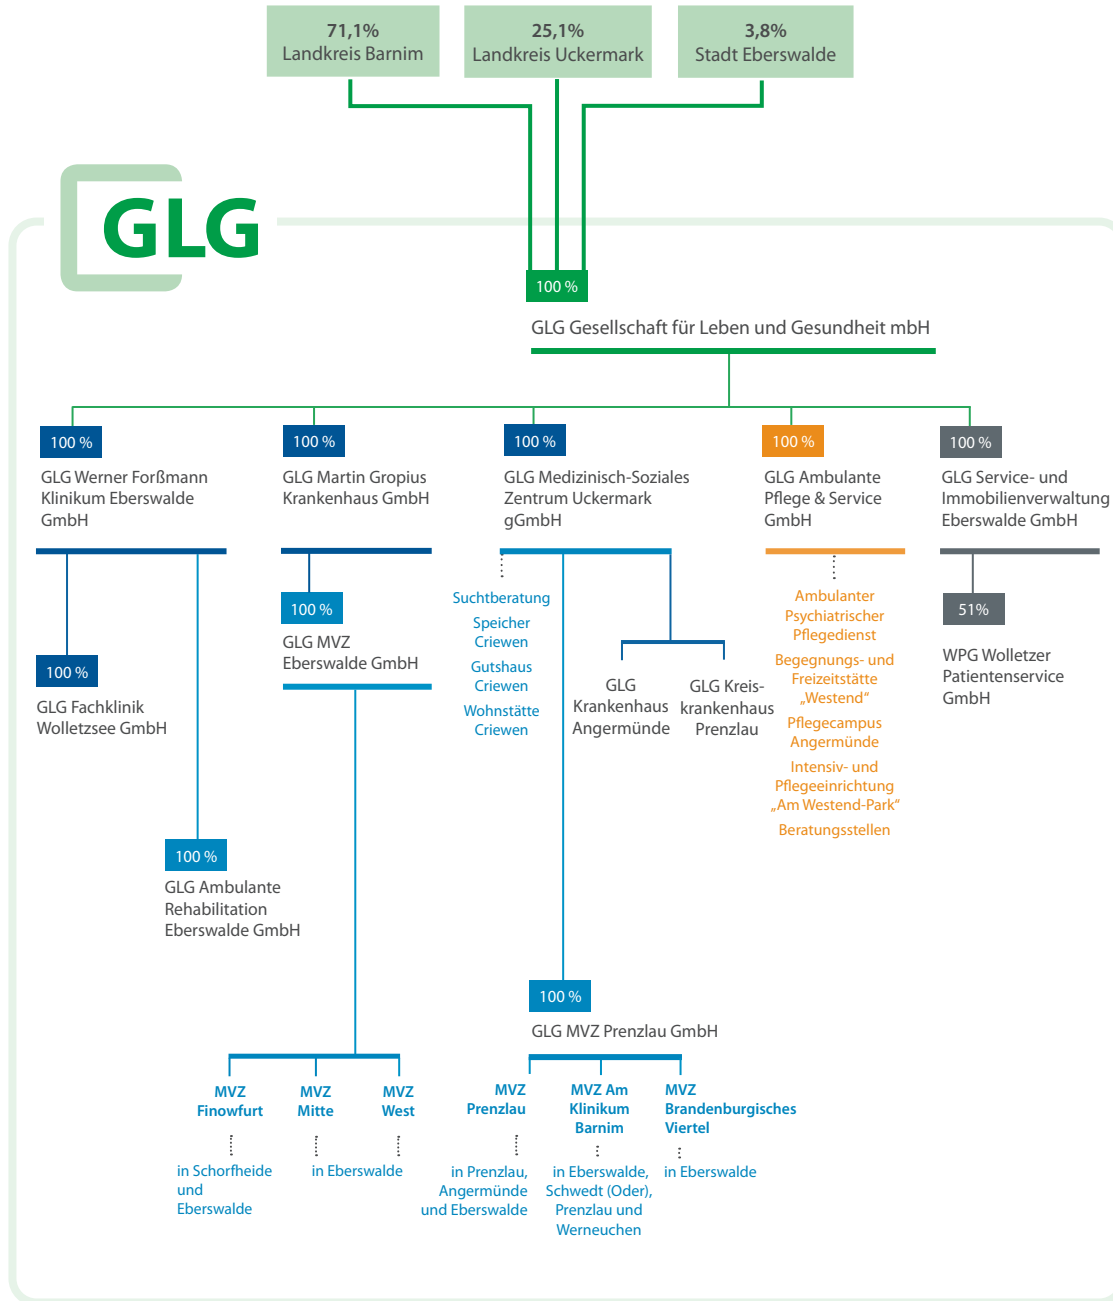 71,1%
Landkreis Barnim
25,1%
Landkreis Uckermark
3,8%
Stadt Eberswalde
GLG
100 %
GLG Gesellschaft für Leben und Gesundheit mbH
100 %
GLG Werner Forßmann
Klinikum Eberswalde
GmbH
100 %
GLG Martin Gropius
Krankenhaus GmbH
100 %
GLG Medizinisch-Soziales
Zentrum Uckermark
gGmbH
100 %
GLG Ambulante
Pflege & Service
GmbH
100 %
GLG Service- und
Immobilienverwaltung
Eberswalde GmbH
100 %
GLG Fachklinik
Wolletzsee GmbH
100 %
GLG Ambulante
Rehabilitation
Eberswalde GmbH
100 %
GLG MVZ
Eberswalde GmbH
Suchtberatung
Speicher
Criewen
Gutshaus
Criewen
Wohnstätte
Criewen
GLG
Krankenhaus
Angermünde
GLG Kreis-
krankenhaus
Prenzlau
Ambulanter
Psychiatrischer
Pflegedienst
Begegnungs- und
Freizeitstätte
„Westend“
Pflegecampus
Angermünde
Intensiv- und
Pflegeeinrichtung
„Am Westend-Park“
Beratungsstellen
51%
WPG Wolletzer
Patientenservice
GmbH
100 %
GLG MVZ Prenzlau GmbH
MVZ
Finowfurt
in Schorfheide
und
Eberswalde
MVZ
Mitte
MVZ
West
in Eberswalde
MVZ
Prenzlau
in Prenzlau,
Angermünde
und Eberswalde
MVZ Am
Klinikum
Barnim
in Eberswalde,
Schwedt (Oder),
Prenzlau und
Werneuchen
MVZ
Brandenburgisches
Viertel
in Eberswalde